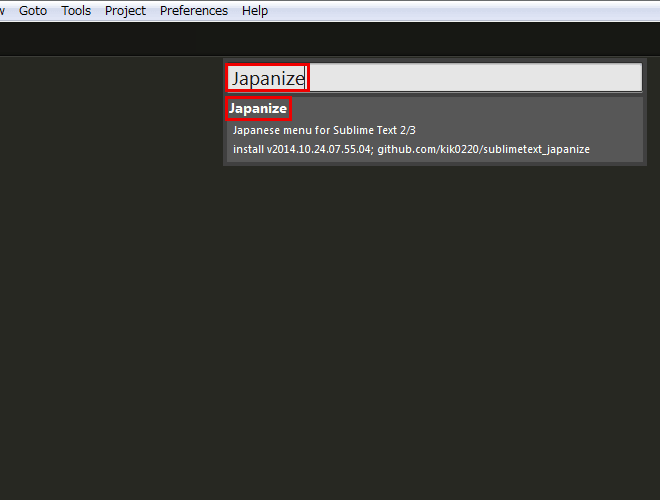 Goto Tools Project Preferences Help
Japanize
Japanize
Japanese menu for Sublime Text 2/3
install v2014.10.24.07.55.04; github.com/kik0220/sublimetext_japanize